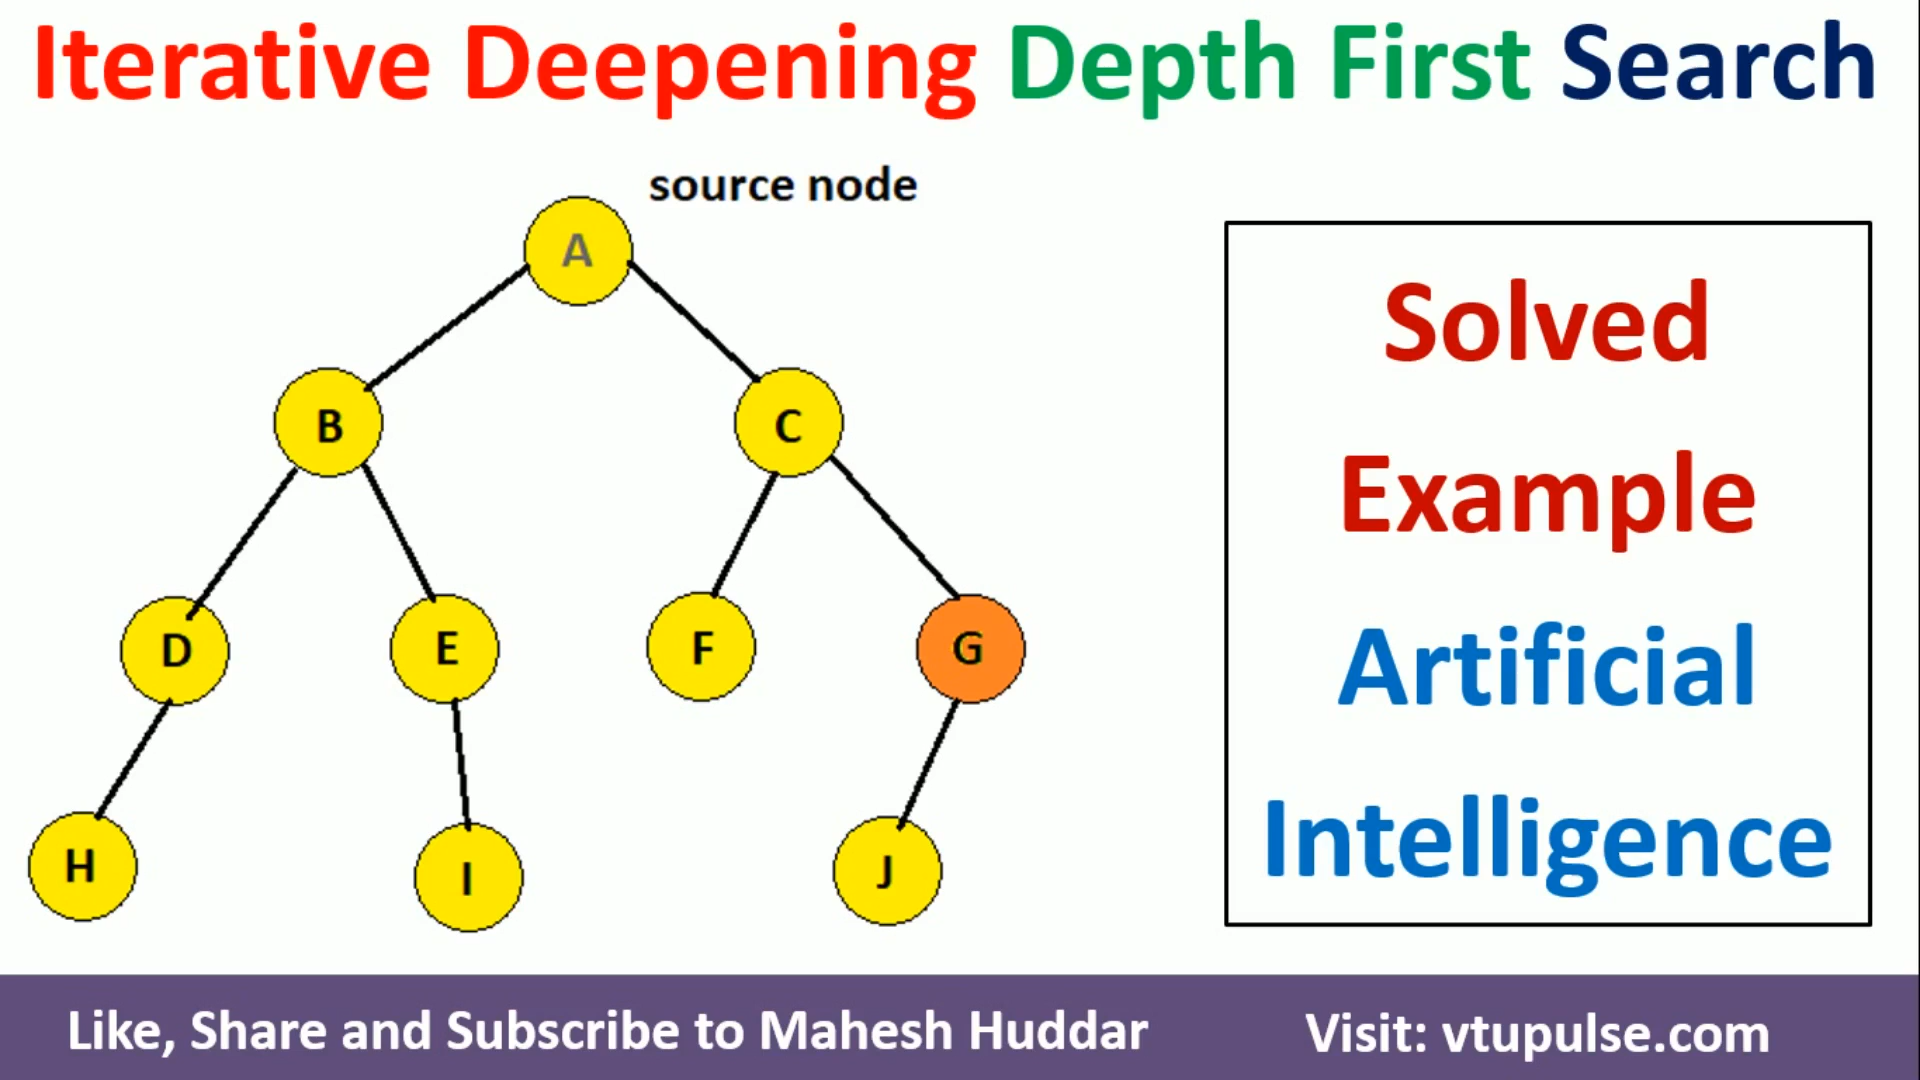 Iterative Deepening Depth First Search
source node
A
B
C
D
E
F
G
H
I
J
Solved
Example
Artificial
Intelligence
Like, Share and Subscribe to Mahesh Huddar
Visit: vtupulse.com